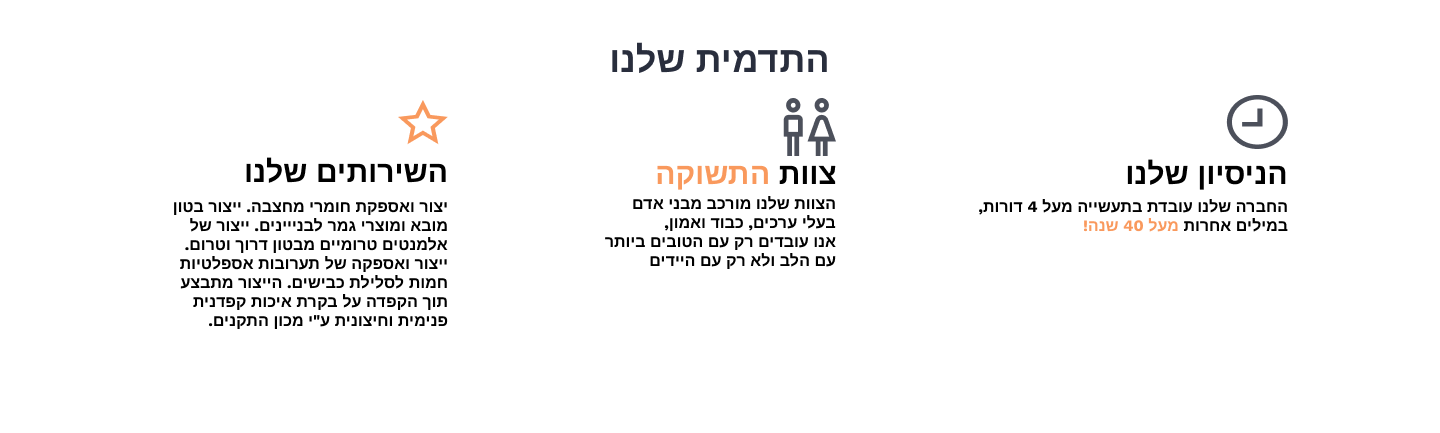 התדמית שלנו
הניסיון שלנו
החברה שלנו עובדת בתעשייה מעל 4 דורות,
במילים אחרות מעל 40 שנה!
צוות התשוקה
הצוות שלנו מורכב מבני אדם
בעלי ערכים, כבוד ואמון,
אנו עובדים רק עם הטובים ביותר
עם הלב ולא רק עם היידים
השירותים שלנו
יצור ואספקת חומרי מחצבה. ייצור בטון
מובא ומוצרי גמר לבנייינים. ייצור של
אלמנטים טרומיים מבטון דרוך וטרום.
ייצור ואספקה של תערובות אספלטיות
חמות לסלילת כבישים. הייצור מתבצע
תוך הקפדה על בקרת איכות קפדנית
פנימית וחיצונית ע"י מכון התקנים.